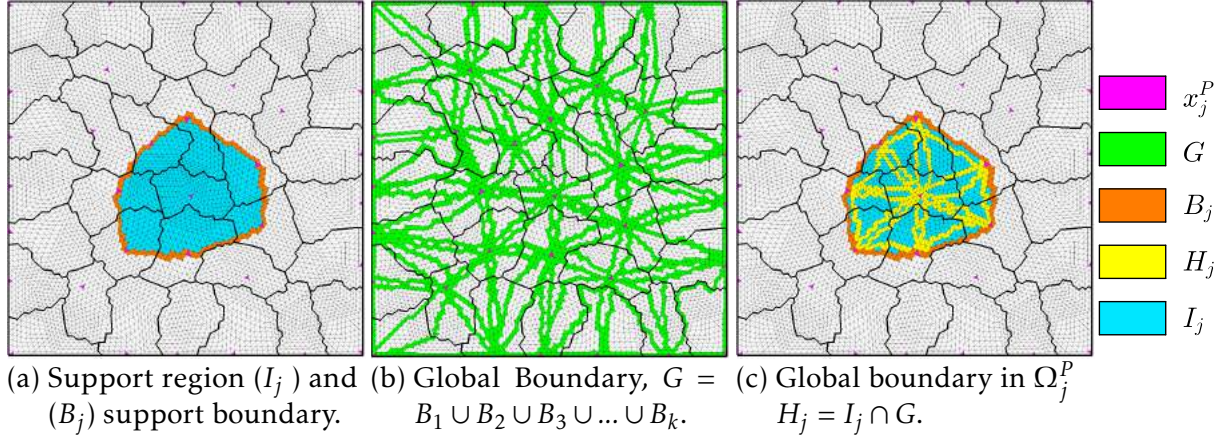 x_j^P
G
B_j
H_j
I_j
(a) Support region (I_j ) and
(B_j) support boundary.
(b) Global Boundary, G =
B_1 ∪ B_2 ∪ B_3 ∪ ... ∪ B_k.
(c) Global boundary in Ω_j^P
H_j = I_j ∩ G.